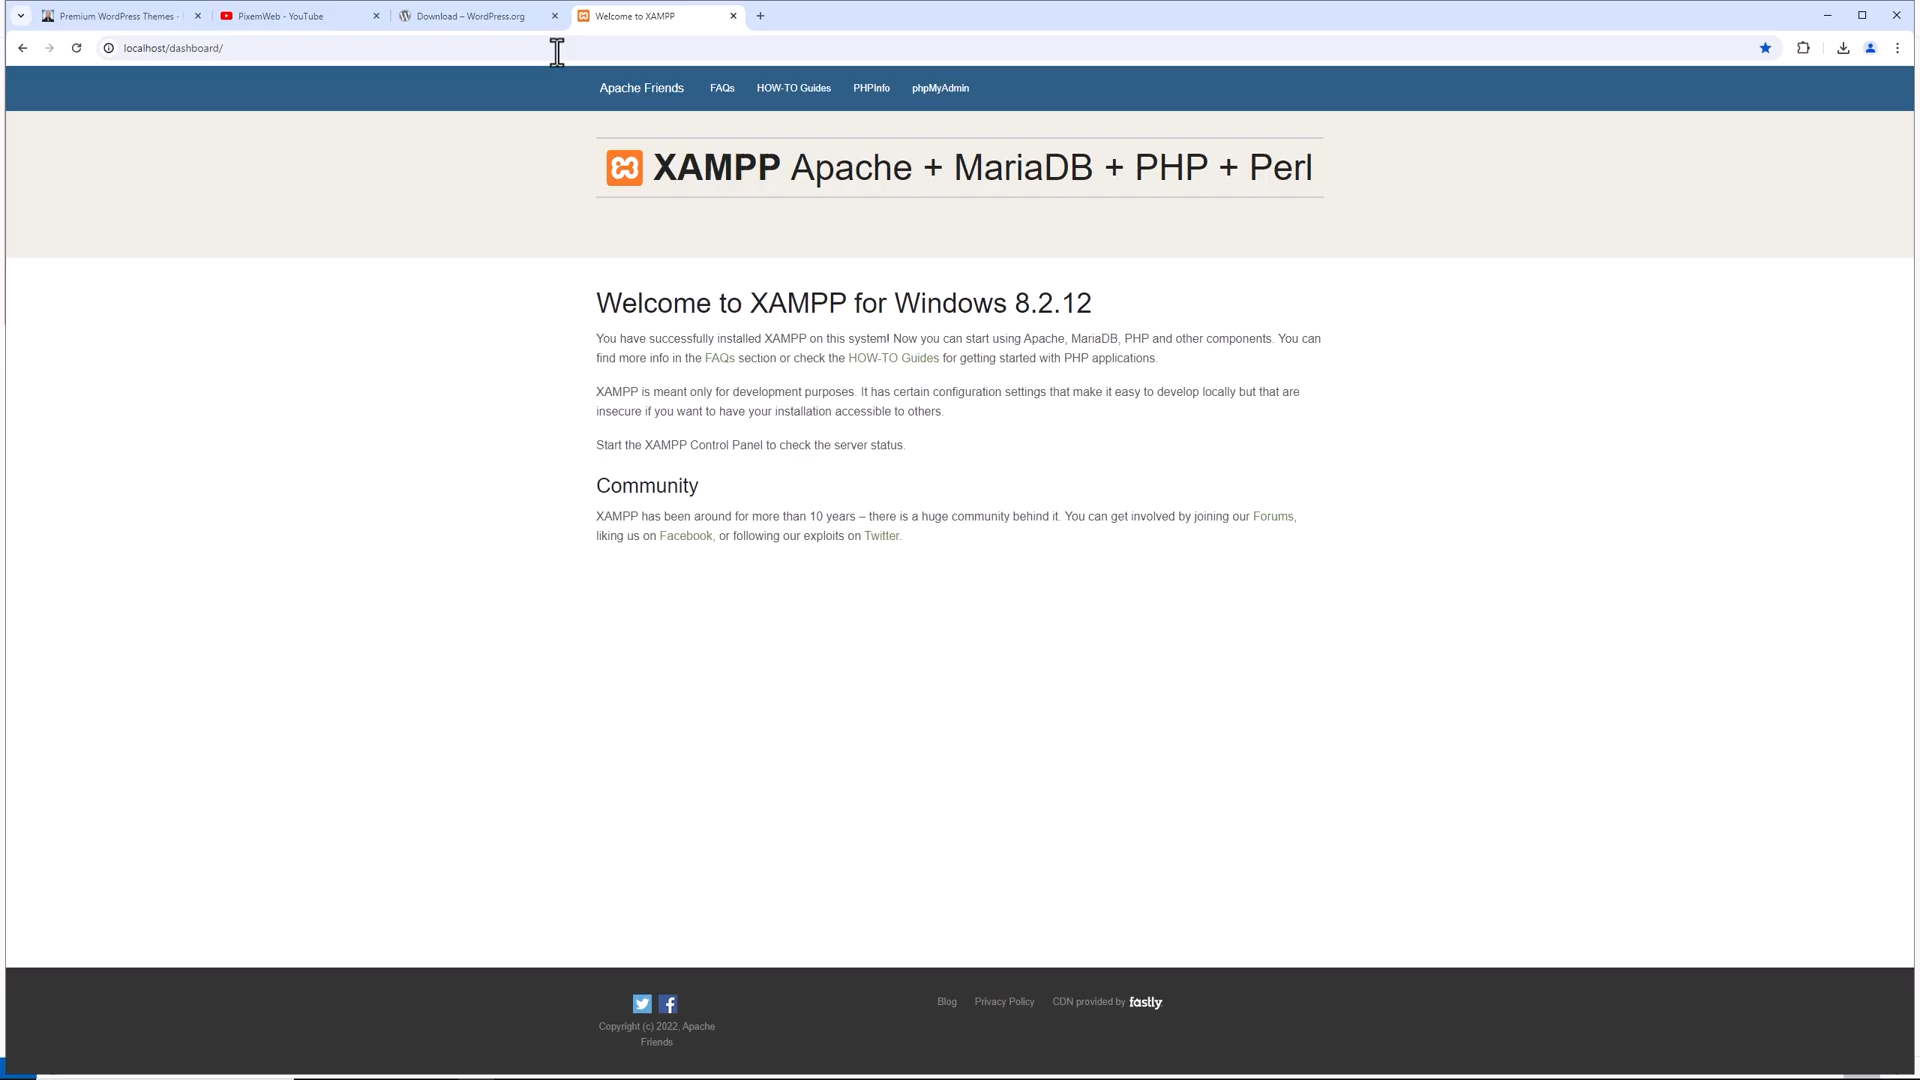 Premium WordPress Themes -
PixemWeb - YouTube
Download – WordPress.org
Welcome to XAMPP
localhost/dashboard/
Apache Friends
FAQs
HOW-TO Guides
PHPInfo
phpMyAdmin
XAMPP Apache + MariaDB + PHP + Perl
Welcome to XAMPP for Windows 8.2.12
You have successfully installed XAMPP on this system! Now you can start using Apache, MariaDB, PHP and other components. You can
find more info in the FAQs section or check the HOW-TO Guides for getting started with PHP applications.
XAMPP is meant only for development purposes. It has certain configuration settings that make it easy to develop locally but that are
insecure if you want to have your installation accessible to others.
Start the XAMPP Control Panel to check the server status.
Community
XAMPP has been around for more than 10 years – there is a huge community behind it. You can get involved by joining our Forums,
liking us on Facebook, or following our exploits on Twitter.
Blog
Privacy Policy
CDN provided by fastly
Copyright (c) 2022, Apache
Friends